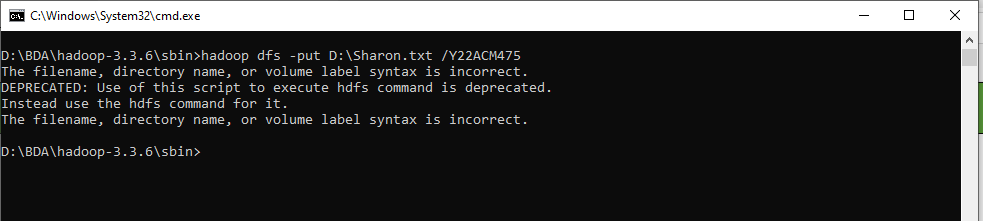 C:\Windows\System32\cmd.exe
D:\BDA\hadoop-3.3.6\sbin>hadoop dfs -put D:\Sharon.txt /Y22ACM475
The filename, directory name, or volume label syntax is incorrect.
DEPRECATED: Use of this script to execute hdfs command is deprecated.
Instead use the hdfs command for it.
The filename, directory name, or volume label syntax is incorrect.
D:\BDA\hadoop-3.3.6\sbin>